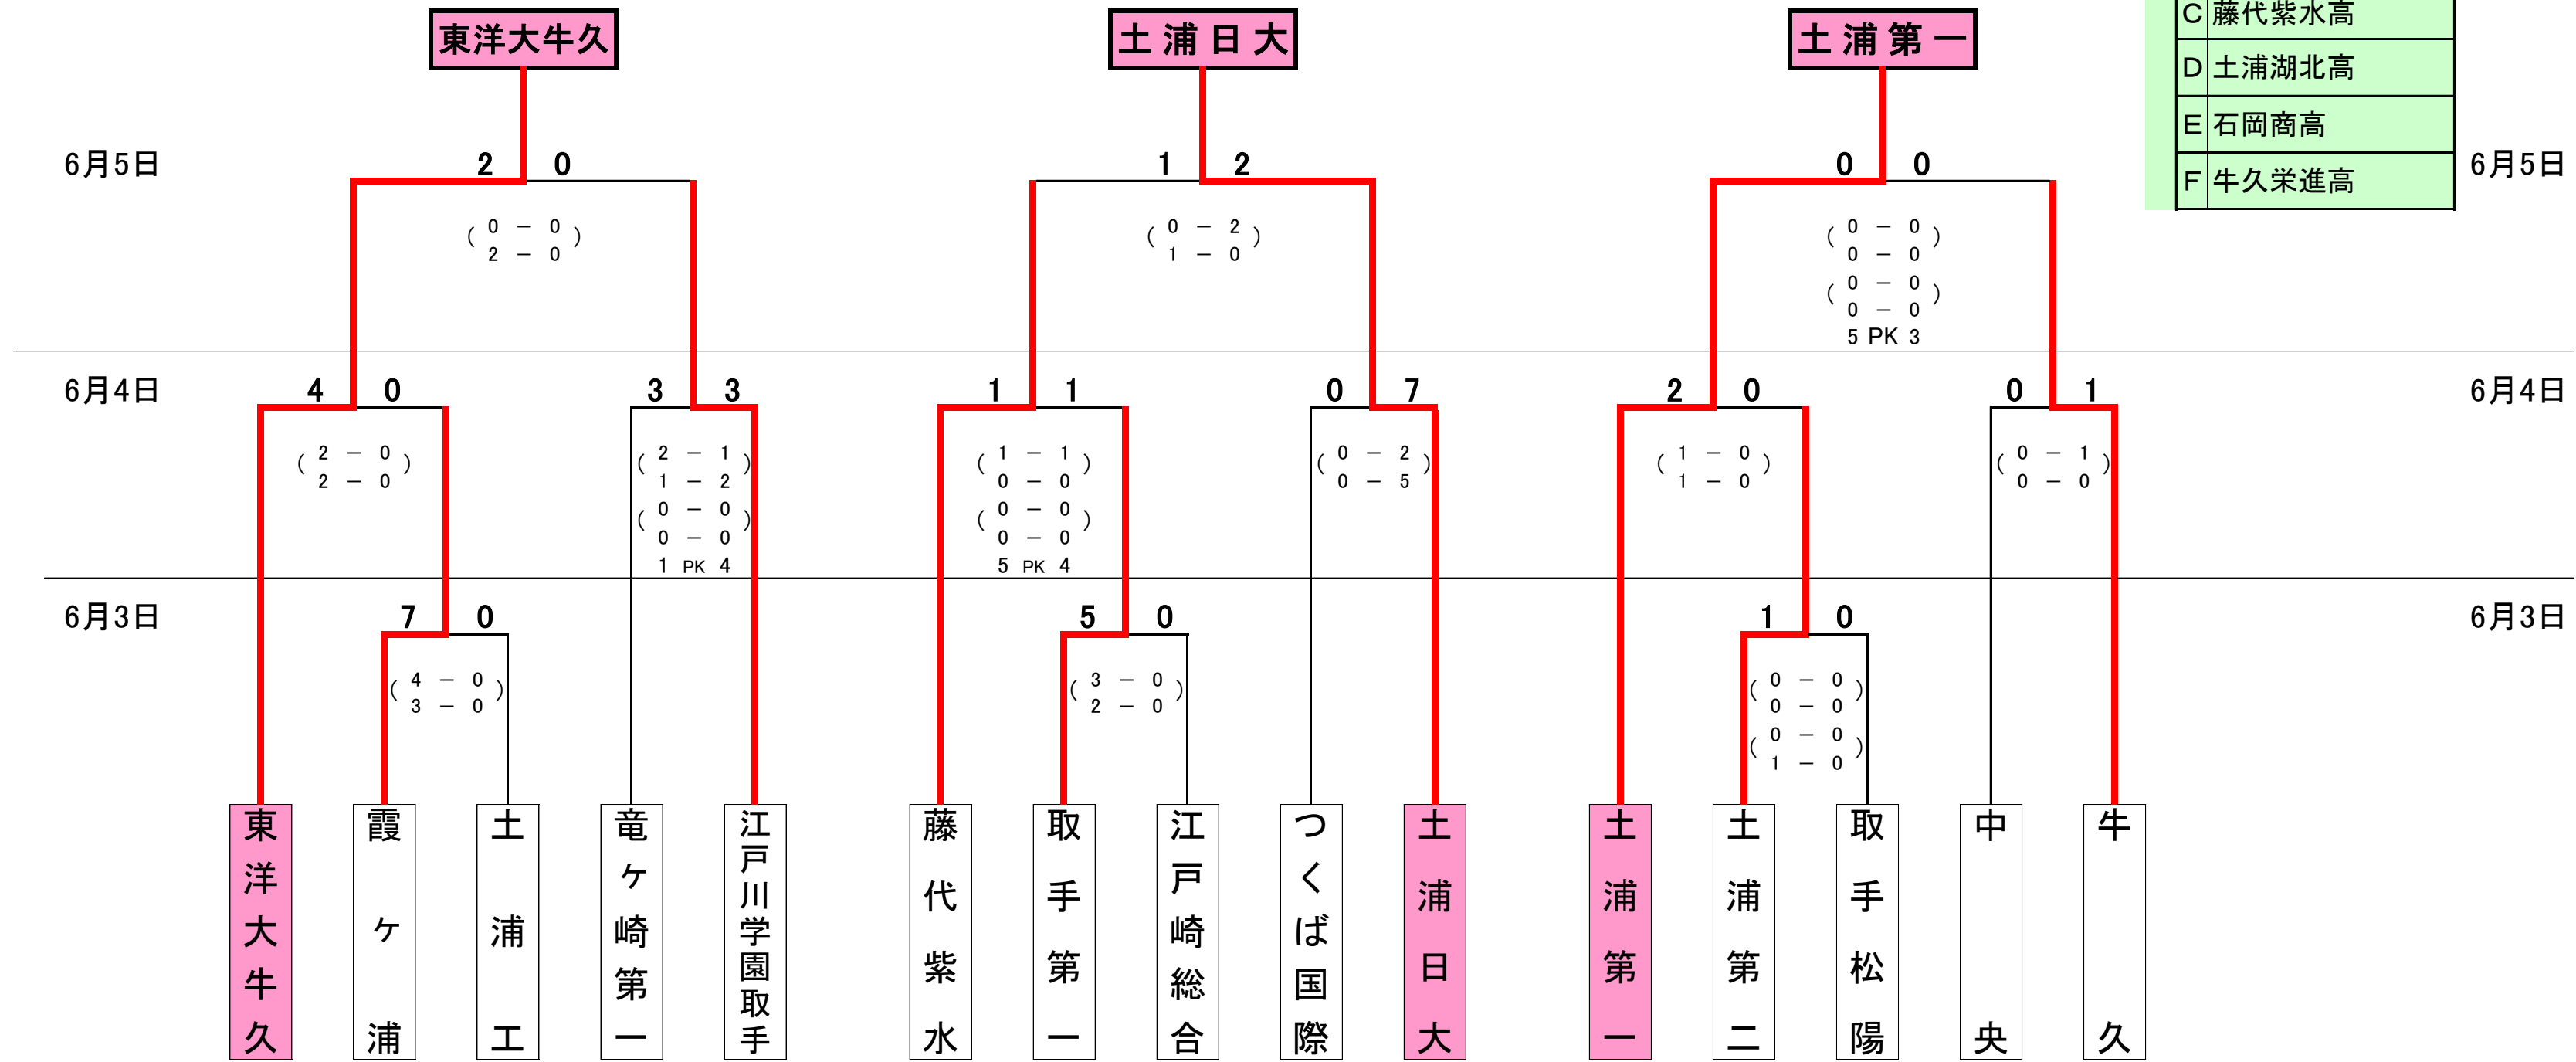 東洋大牛久
土浦日大
土浦第一
C 藤代紫水高
D 土浦湖北高
E 石岡商高
F 牛久栄進高
6月5日
2 0
1 2
0 0
6月5日
( 0 － 0 )
2 － 0
( 0 － 2 )
1 － 0
( 0 － 0 )
0 － 0
( 0 － 0 )
0 － 0
5 PK 3
6月4日
4 0
3 3
1 1
0 7
2 0
0 1
6月4日
( 2 － 0 )
2 － 0
( 2 － 1 )
1 － 2
( 0 － 0 )
0 － 0
1 PK 4
( 1 － 1 )
0 － 0
( 0 － 0 )
0 － 0
5 PK 4
( 0 － 2 )
0 － 5
( 1 － 0 )
1 － 0
( 0 － 1 )
0 － 0
6月3日
7 0
5 0
1 0
6月3日
( 4 － 0 )
3 － 0
( 3 － 0 )
2 － 0
( 0 － 0 )
0 － 0
( 0 － 0 )
1 － 0
東洋大牛久
霞ヶ浦
土浦工
竜ヶ崎第一
江戸川学園取手
藤代紫水
取手第一
江戸崎総合
つくば国際
土浦日大
土浦第一
土浦第二
取手松陽
中央
牛久